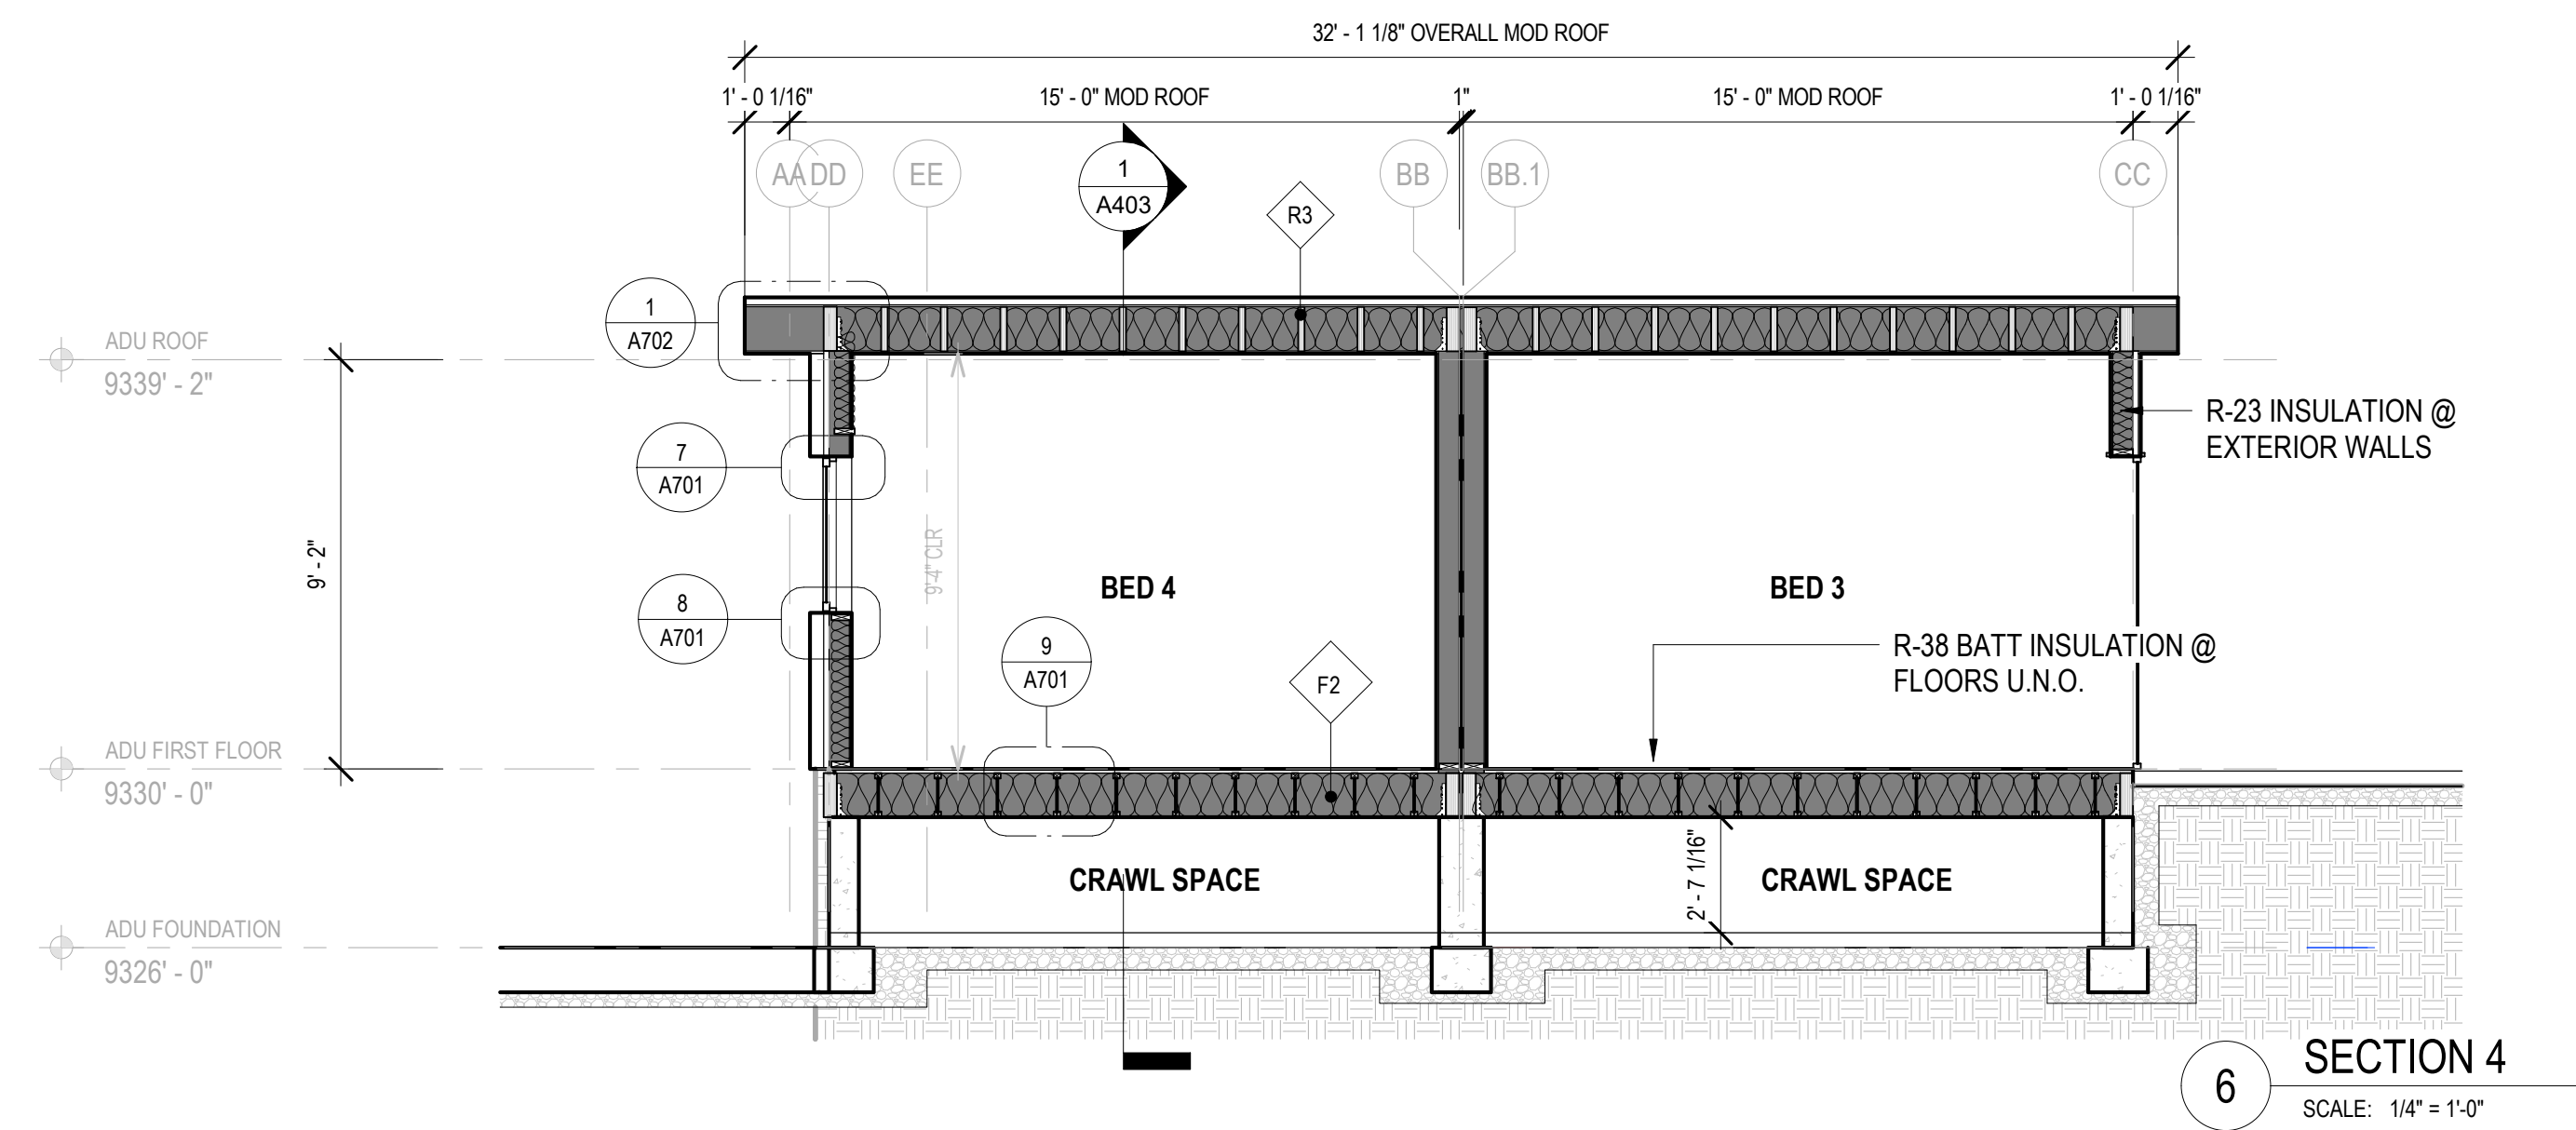 32' - 1 1/8" OVERALL MOD ROOF
1' - 0 1/16"
15' - 0" MOD ROOF
1"
15' - 0" MOD ROOF
1' - 0 1/16"
AA
DD
EE
1
A403
R3
BB
BB.1
CC
1
A702
ADU ROOF
9339' - 2"
R-23 INSULATION @
EXTERIOR WALLS
7
A701
9' - 2"
9'-4" CLR
BED 4
BED 3
8
A701
9
A701
F2
R-38 BATT INSULATION @
FLOORS U.N.O.
ADU FIRST FLOOR
9330' - 0"
CRAWL SPACE
2' - 7 1/16"
CRAWL SPACE
ADU FOUNDATION
9326' - 0"
6
SECTION 4
SCALE: 1/4" = 1'-0"